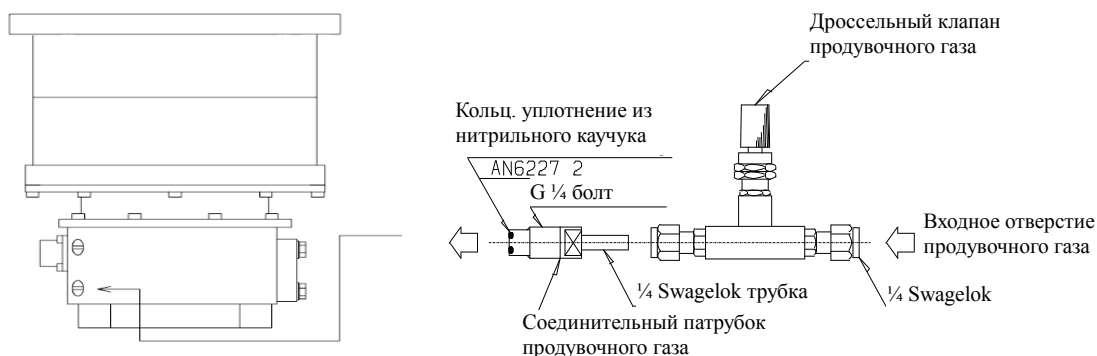 Дроссельный клапан
продувочного газа
Кольц. уплотнение из
нитрильного каучука
AN6227 2
G ¼ болт
Входное отверстие
продувочного газа
¼ Swagelok трубка
¼ Swagelok
Соединительный патрубок
продувочного газа